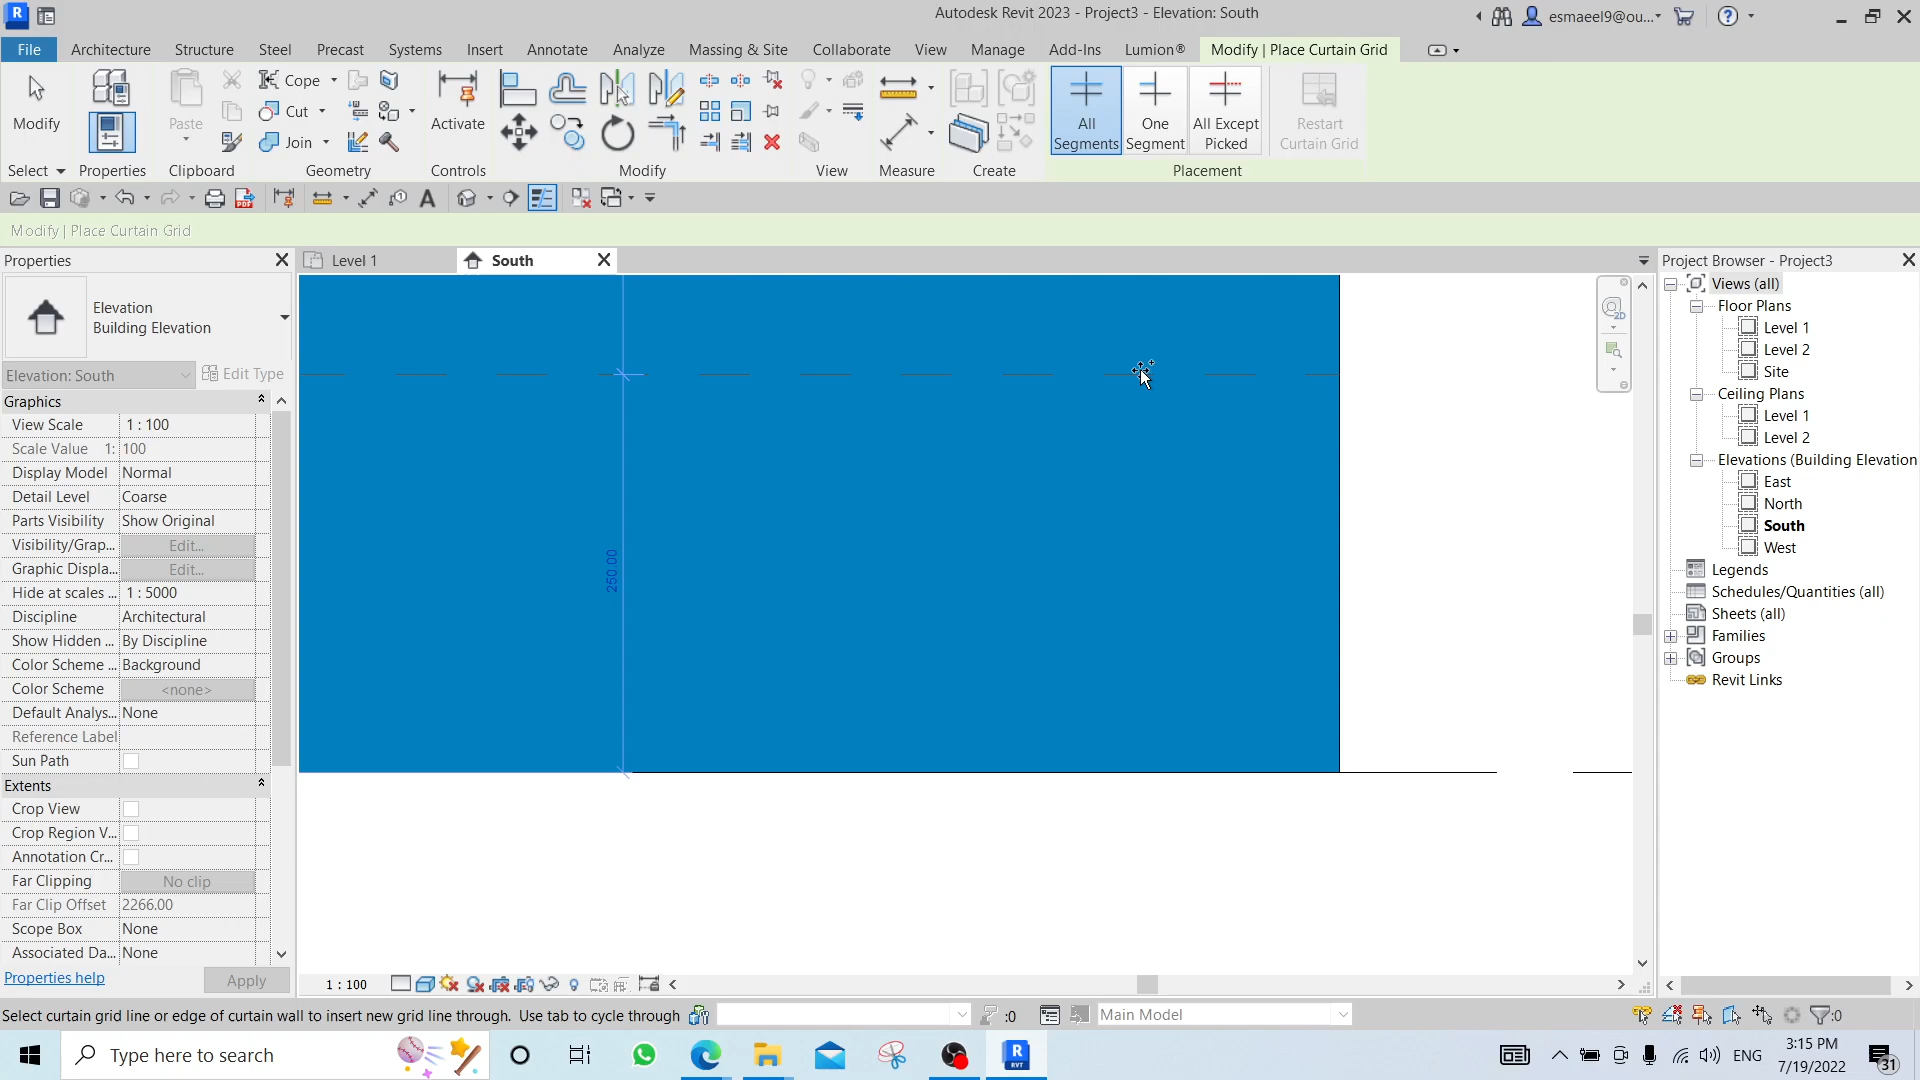 Autodesk Revit 2023 - Project3 - Elevation: South
esmaeel9@ou...
File Architecture Structure Steel Precast Systems Insert Annotate Analyze Massing & Site Collaborate View Manage Add-Ins Lumion® Modify | Place Curtain Grid
Modify
Paste
Cope
Cut
Join
Activate
All Segments
One Segment
All Except Picked
Restart Curtain Grid
Select Properties Clipboard Geometry Controls Modify View Measure Create Placement
Modify | Place Curtain Grid
Properties
Level 1
South
Project Browser - Project3
Elevation
Building Elevation
Elevation: South
Edit Type
Graphics
View Scale 1 : 100
Scale Value 1: 100
Display Model Normal
Detail Level Coarse
Parts Visibility Show Original
Visibility/Grap... Edit...
Graphic Displa... Edit...
Hide at scales ... 1 : 5000
Discipline Architectural
Show Hidden ... By Discipline
Color Scheme ... Background
Color Scheme <none>
Default Analys... None
Reference Label
Sun Path
Extents
Crop View
Crop Region V...
Annotation Cr...
Far Clipping No clip
Far Clip Offset 2266.00
Scope Box None
Associated Da... None
Properties help
Apply
250.00
2D
Views (all)
Floor Plans
Level 1
Level 2
Site
Ceiling Plans
Level 1
Level 2
Elevations (Building Elevation
East
North
South
West
Legends
Schedules/Quantities (all)
Sheets (all)
Families
Groups
Revit Links
1 : 100
Select curtain grid line or edge of curtain wall to insert new grid line through. Use tab to cycle through
:0
Main Model
:0
Type here to search
ENG
3:15 PM
7/19/2022
31